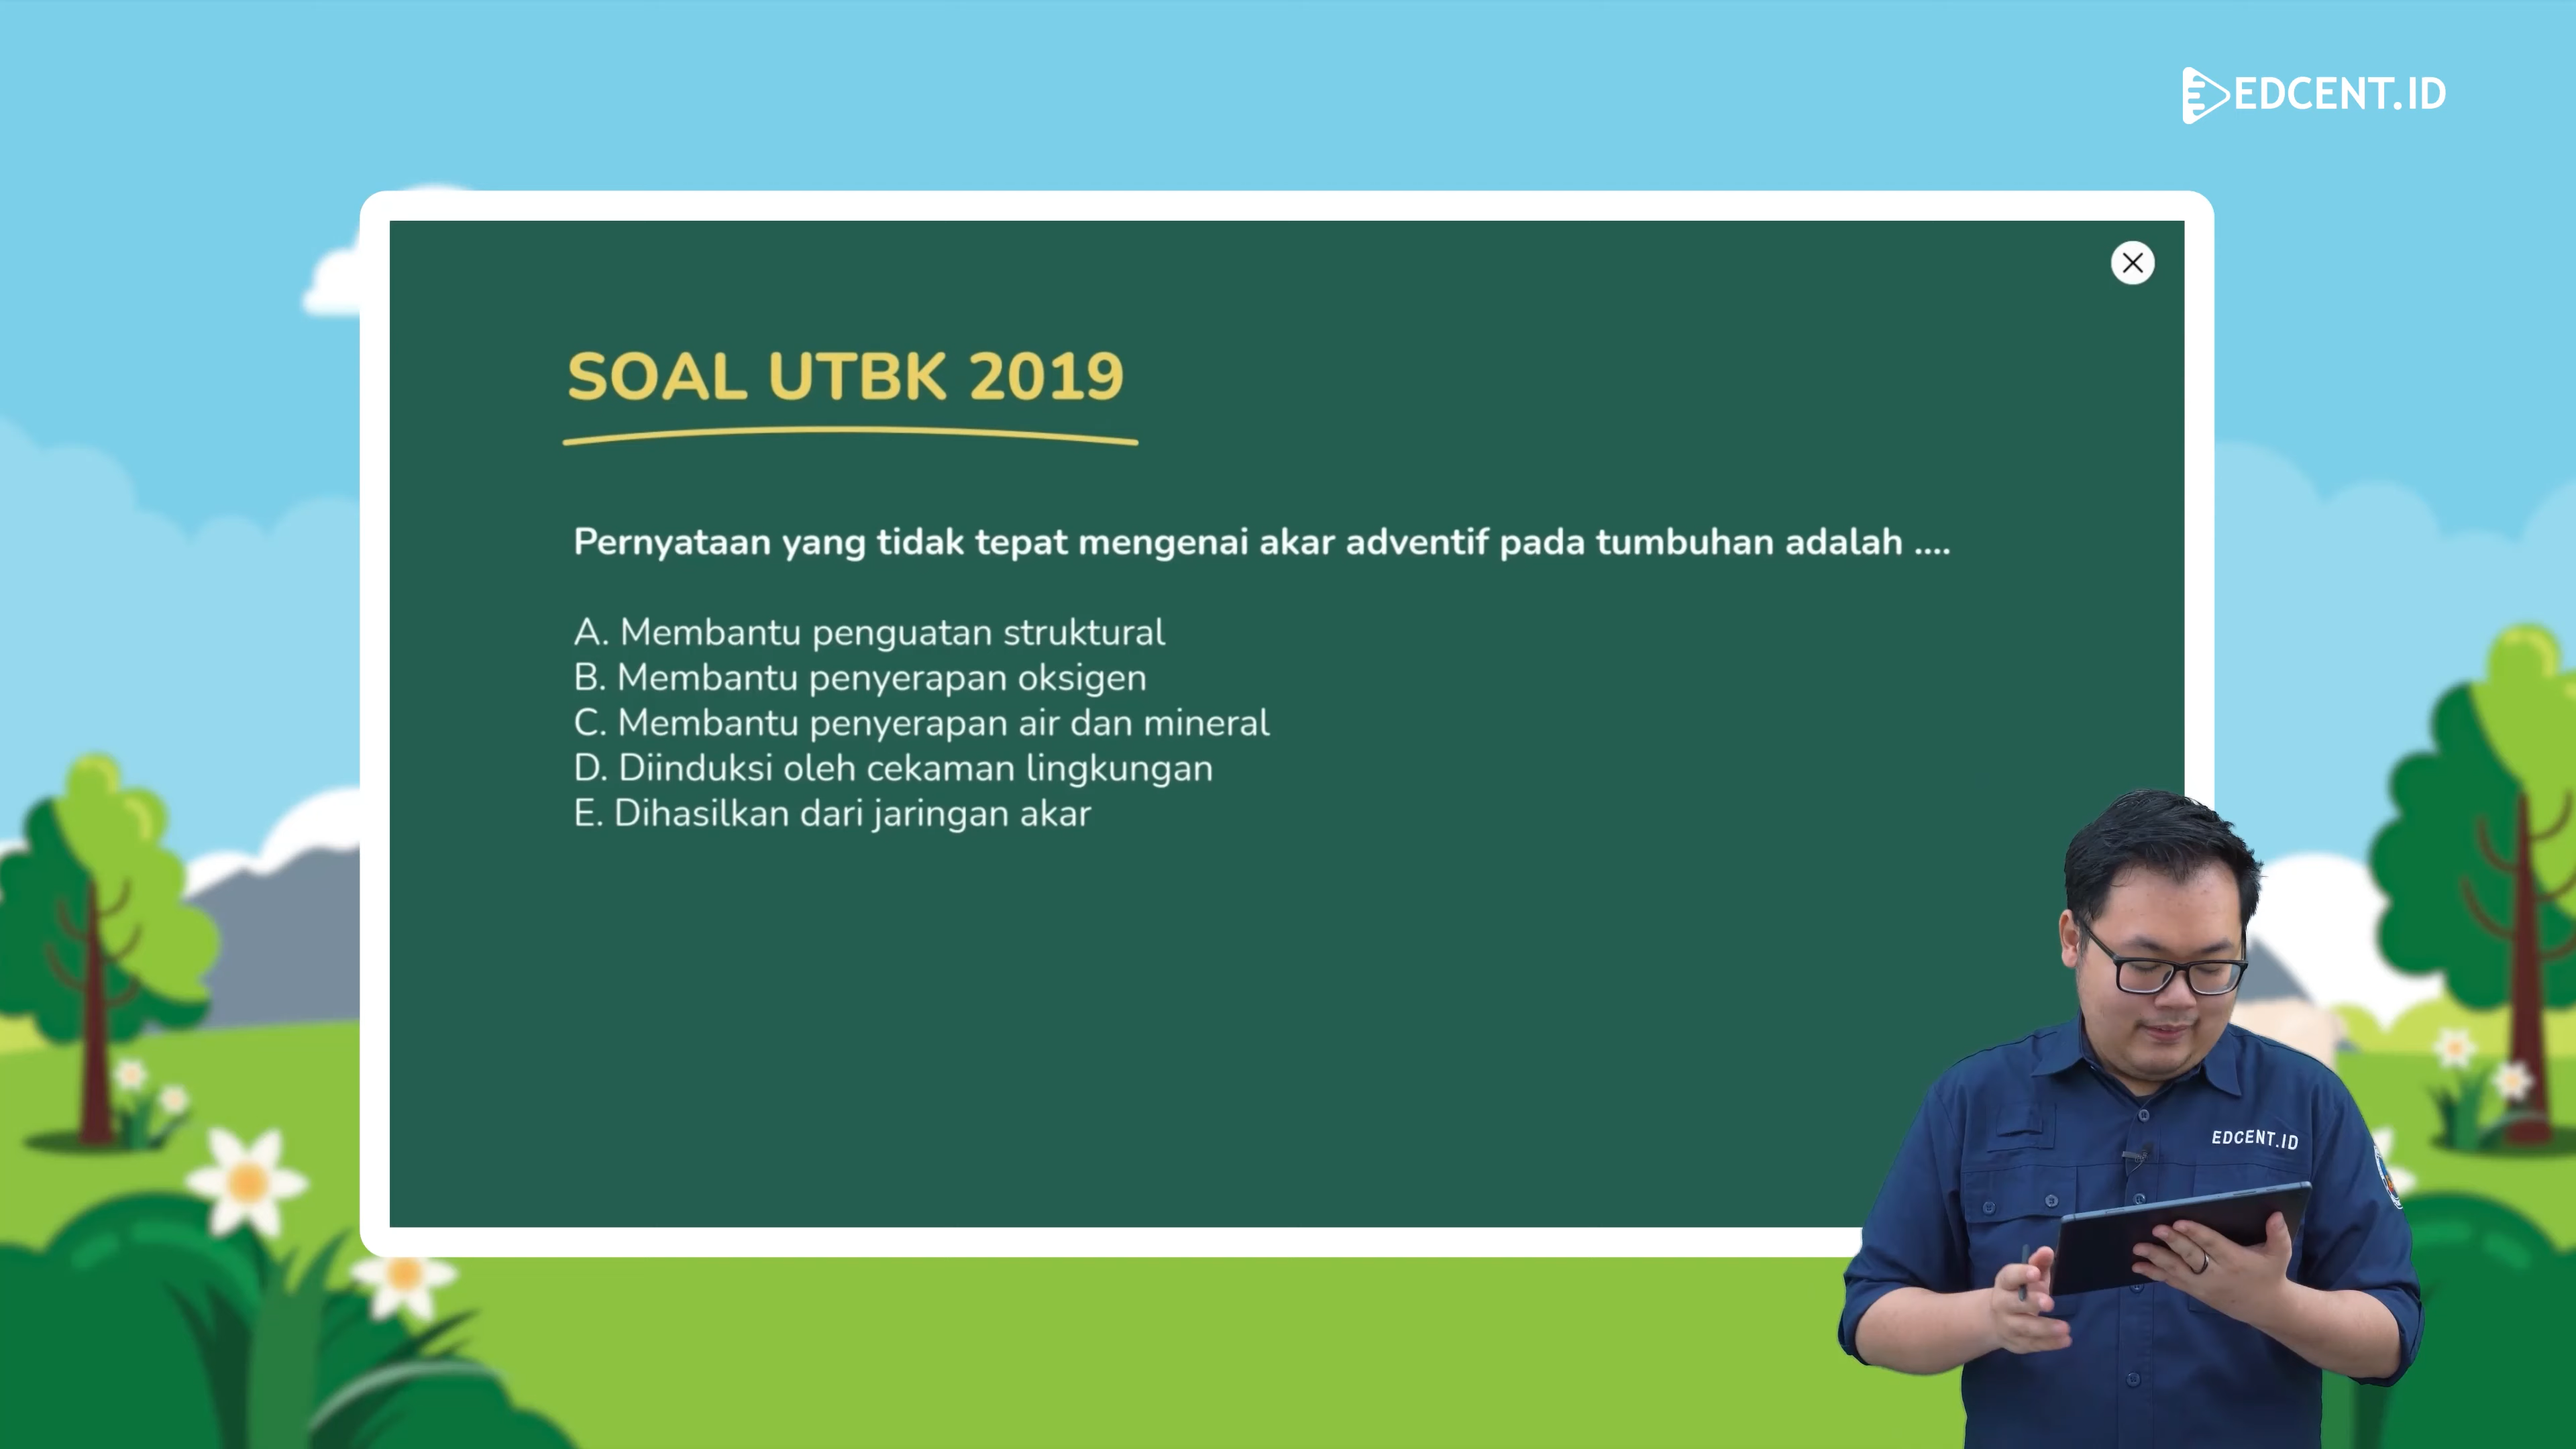 EDCENT.ID
SOAL UTBK 2019
Pernyataan yang tidak tepat mengenai akar adventif pada tumbuhan adalah ....
A. Membantu penguatan struktural
B. Membantu penyerapan oksigen
C. Membantu penyerapan air dan mineral
D. Diinduksi oleh cekaman lingkungan
E. Dihasilkan dari jaringan akar
EDCENT.ID